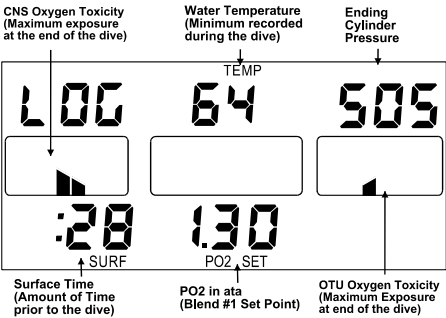 CNS Oxygen Toxicity
(Maximum exposure
at the end of the dive)
Water Temperature
(Minimum recorded
during the dive)
Ending
Cylinder
Pressure
TEMP
LOG 64 505
:28 1.30
SURF PO2 SET
Surface Time
(Amount of Time
prior to the dive)
PO2 in ata
(Blend #1 Set Point)
OTU Oxygen Toxicity
(Maximum Exposure
at end of the dive)